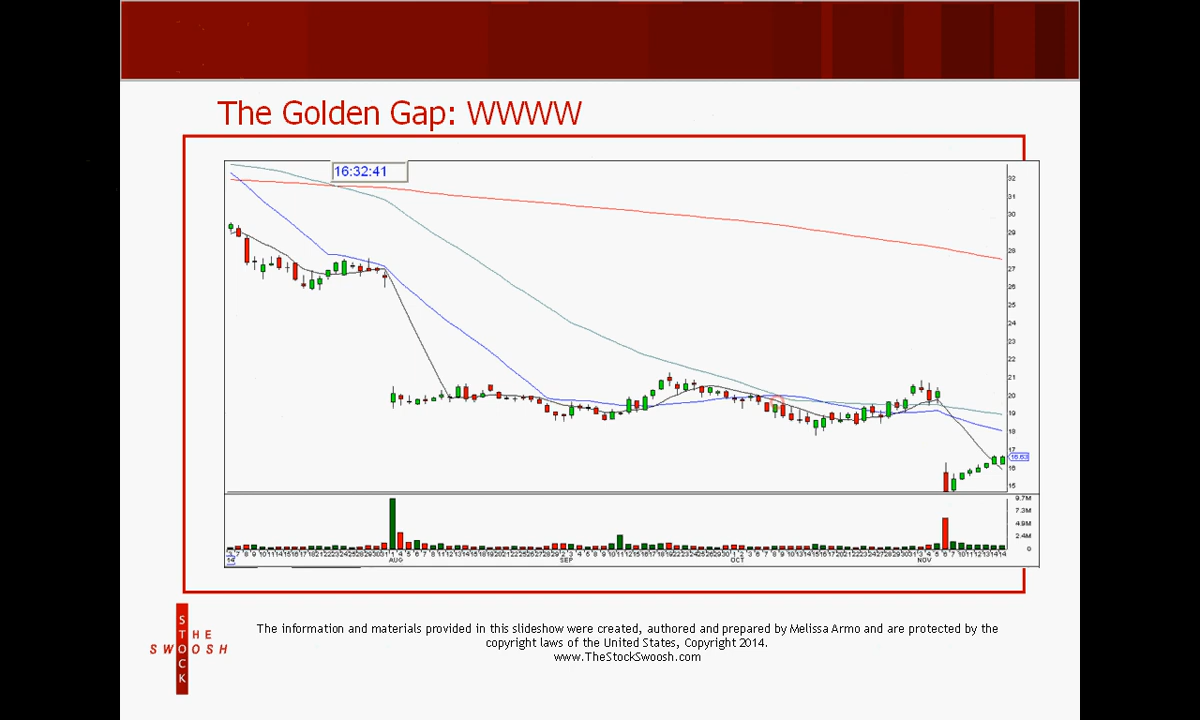 The Golden Gap: WWWW
16:32:41
32
31
30
29
28
27
26
25
24
23
22
21
20
19
18
17
16.63
16
15
9.7M
7.3M
4.9M
2.4M
0
AUG SEP OCT NOV
STOCK
THE
SWOOSH
The information and materials provided in this slideshow were created, authored and prepared by Melissa Armo and are protected by the
copyright laws of the United States, Copyright 2014.
www.TheStockSwoosh.com